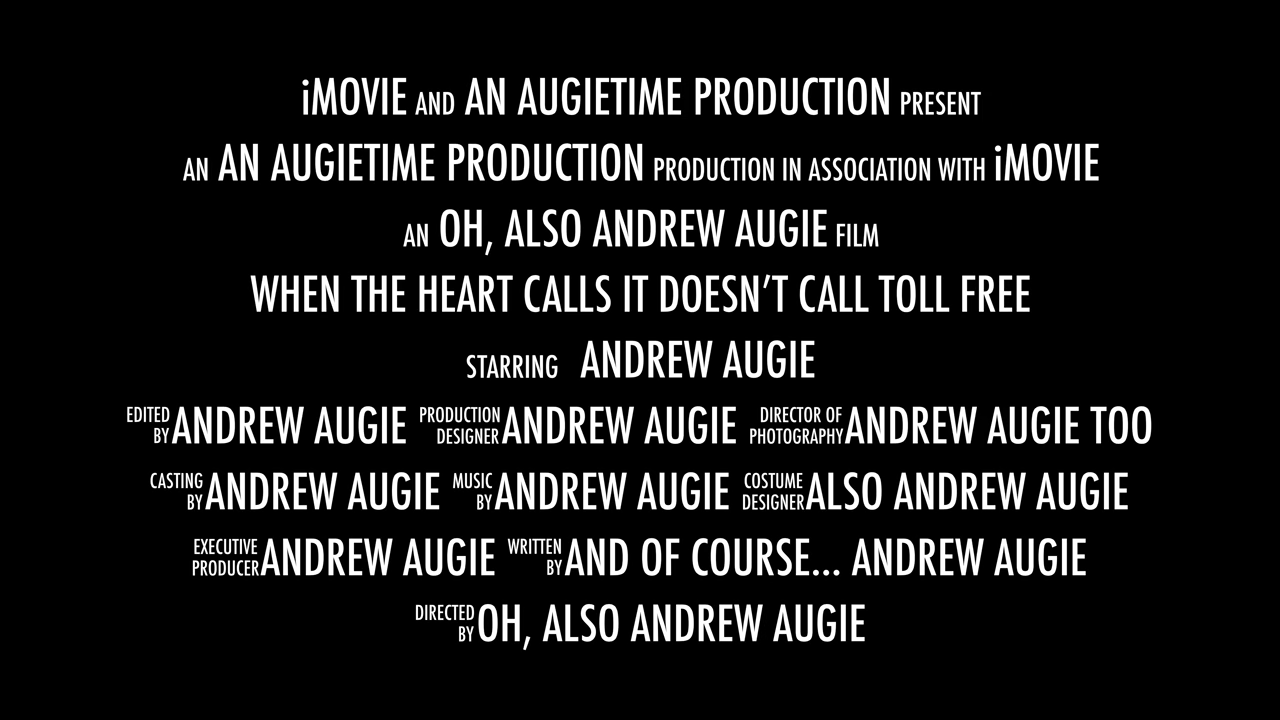 iMOVIE AND AN AUGIETIME PRODUCTION PRESENT
AN AN AUGIETIME PRODUCTION PRODUCTION IN ASSOCIATION WITH iMOVIE
AN OH, ALSO ANDREW AUGIE FILM
WHEN THE HEART CALLS IT DOESN'T CALL TOLL FREE
STARRING ANDREW AUGIE
EDITED BY ANDREW AUGIE PRODUCTION DESIGNER ANDREW AUGIE DIRECTOR OF PHOTOGRAPHY ANDREW AUGIE TOO
CASTING BY ANDREW AUGIE MUSIC BY ANDREW AUGIE COSTUME DESIGNER ALSO ANDREW AUGIE
EXECUTIVE PRODUCER ANDREW AUGIE WRITTEN BY AND OF COURSE... ANDREW AUGIE
DIRECTED BY OH, ALSO ANDREW AUGIE